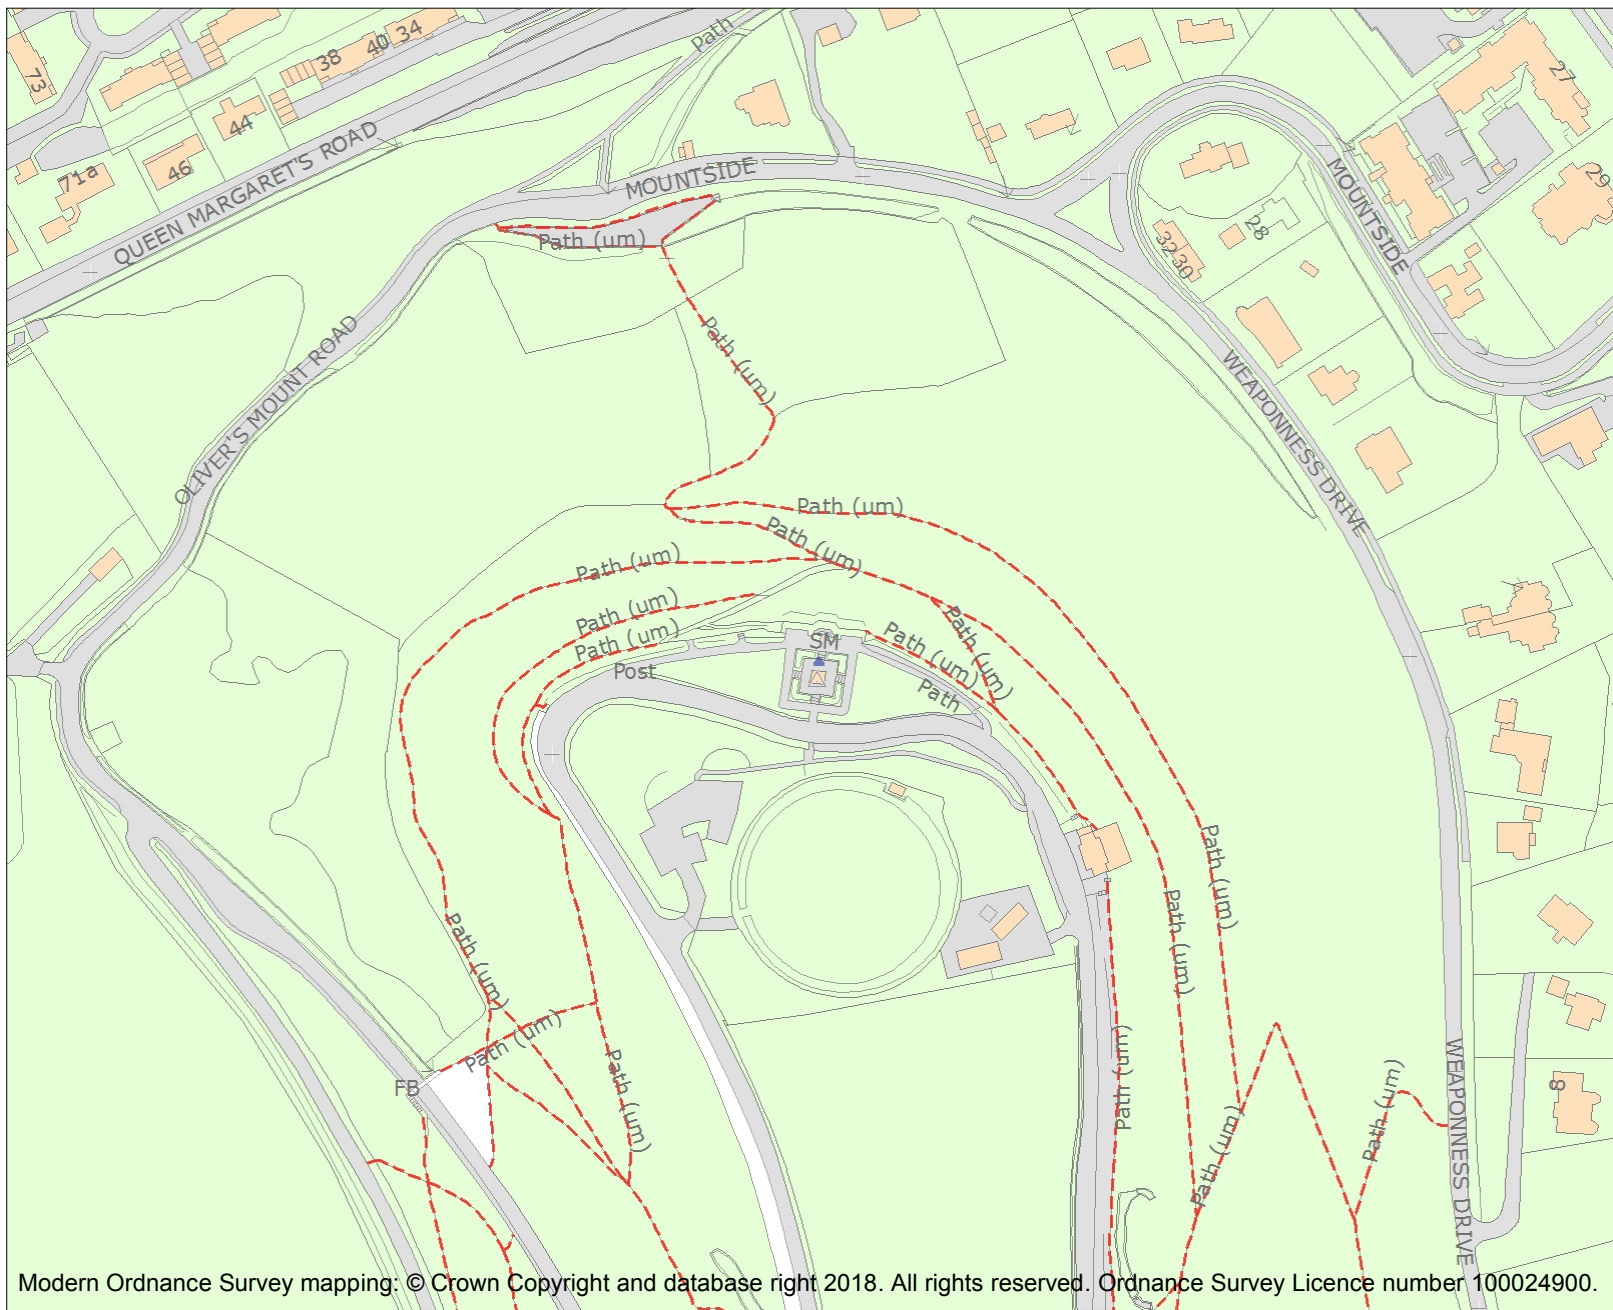 Path
34
40
38
73
27
44
QUEEN MARGARET'S ROAD
46
71a
MOUNTSIDE
MOUNTSIDE
29
28
32
30
Path (um)
OLIVER'S MOUNT ROAD
Path (um)
WEAPONNESS DRIVE
Path (um)
Path (um)
Path (um)
Path (um)
Path (um)
SM
Path (um)
Path (um)
Post
Path
Path (um)
Path (um)
Path (um)
Path (um)
FB
Path (um)
Path (um)
Path (um)
Path (um)
WEAPONNESS DRIVE
8
Modern Ordnance Survey mapping: © Crown Copyright and database right 2018. All rights reserved. Ordnance Survey Licence number 100024900.